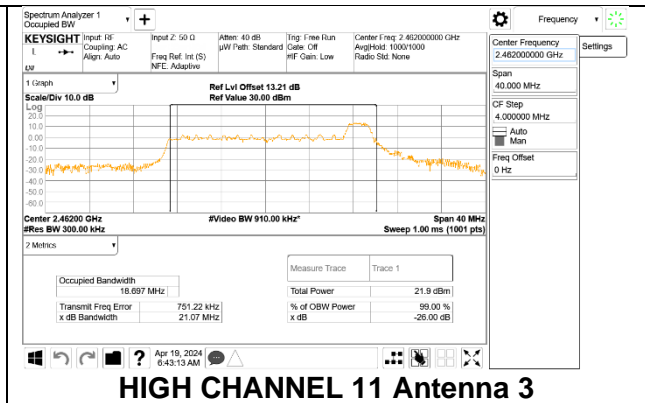 Spectrum Analyzer 1
Occupied BW
Frequency
KEYSIGHT
Input: RF
Coupling: AC
Align: Auto
Input Z: 50 Ω
Freq Ref: Int (S)
NFE: Adaptive
Atten: 40 dB
µW Path: Standard
Trig: Free Run
Gate: Off
#IF Gain: Low
Center Freq: 2.462000000 GHz
Avg|Hold: 1000/1000
Radio Std: None
L
Center Frequency
2.462000000 GHz
Settings
Span
40.000 MHz
CF Step
4.000000 MHz
Auto
Man
Freq Offset
0 Hz
1 Graph
Scale/Div 10.0 dB
Ref Lvl Offset 13.21 dB
Ref Value 30.00 dBm
Log
20.0
10.0
0.00
-10.0
-20.0
-30.0
-40.0
-50.0
-60.0
Center 2.46200 GHz
#Res BW 300.00 kHz
#Video BW 910.00 kHz*
Span 40 MHz
Sweep 1.00 ms (1001 pts)
2 Metrics
Measure Trace
Trace 1
Occupied Bandwidth
18.697 MHz
Total Power
21.9 dBm
Transmit Freq Error
751.22 kHz
% of OBW Power
99.00 %
x dB Bandwidth
21.07 MHz
x dB
-26.00 dB
?
Apr 19, 2024
6:43:13 AM
HIGH CHANNEL 11 Antenna 3